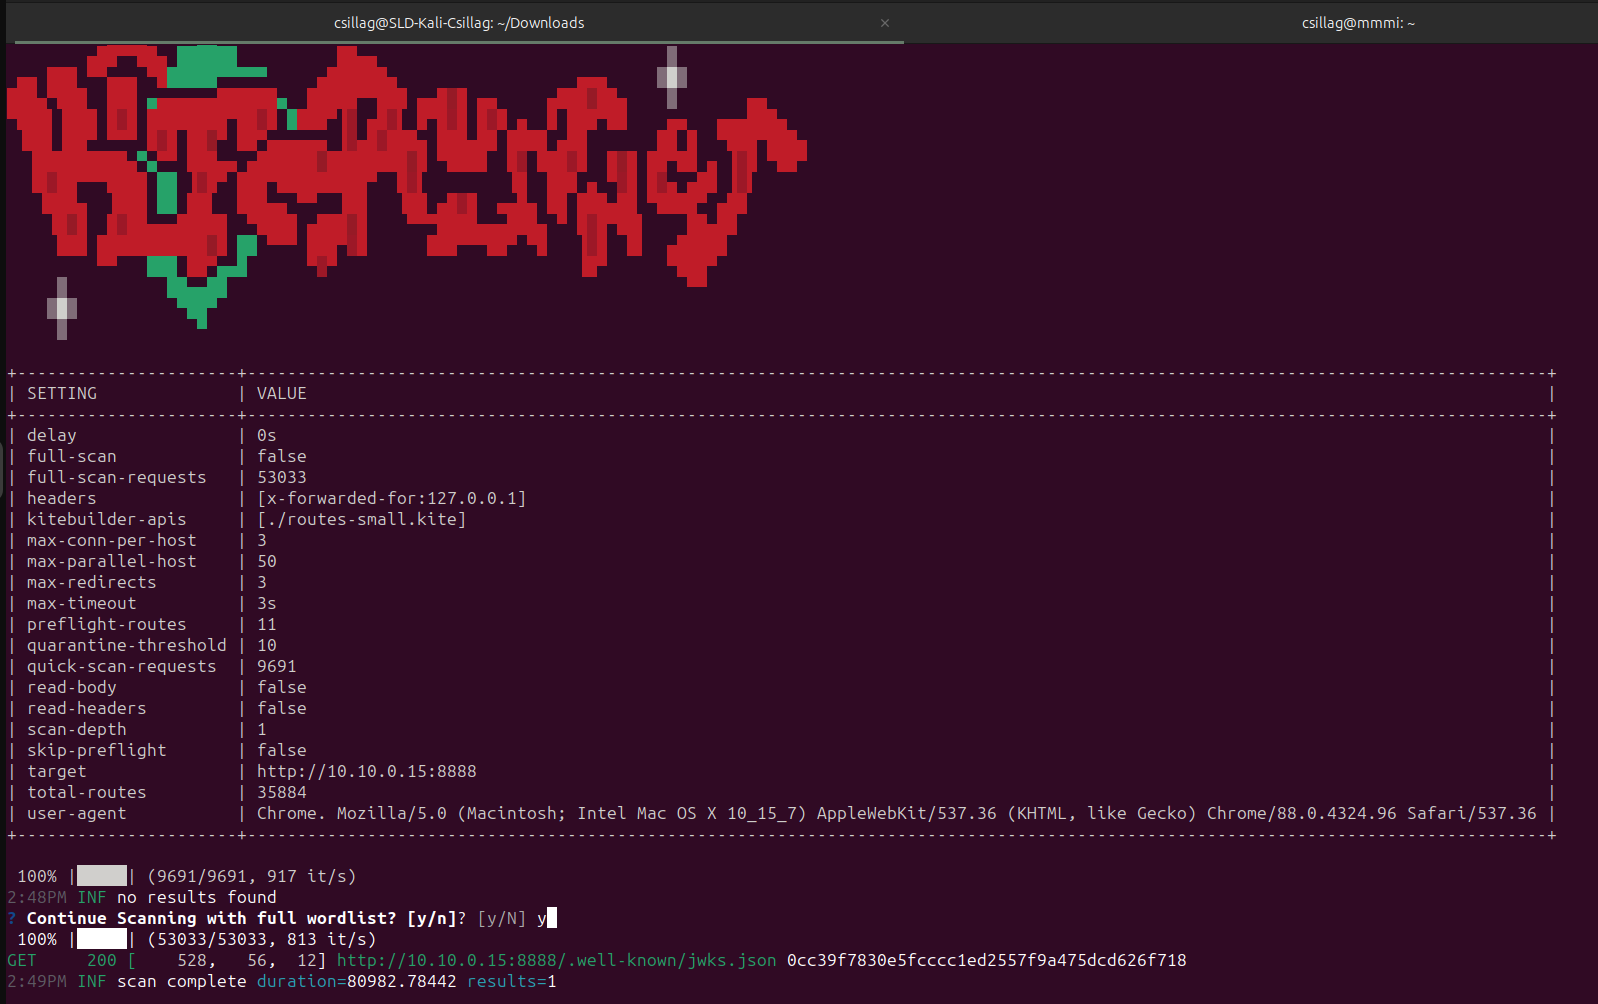 csillag@SLD-Kali-Csillag: ~/Downloads × csillag@mmmi: ~
+----------------------+----------------------------------------------------------------------------------------------------------------------------------+
| SETTING | VALUE |
+----------------------+----------------------------------------------------------------------------------------------------------------------------------+
| delay | 0s |
| full-scan | false |
| full-scan-requests | 53033 |
| headers | [x-forwarded-for:127.0.0.1] |
| kitebuilder-apis | [./routes-small.kite] |
| max-conn-per-host | 3 |
| max-parallel-host | 50 |
| max-redirects | 3 |
| max-timeout | 3s |
| preflight-routes | 11 |
| quarantine-threshold | 10 |
| quick-scan-requests | 9691 |
| read-body | false |
| read-headers | false |
| scan-depth | 1 |
| skip-preflight | false |
| target | http://10.10.0.15:8888 |
| total-routes | 35884 |
| user-agent | Chrome. Mozilla/5.0 (Macintosh; Intel Mac OS X 10_15_7) AppleWebKit/537.36 (KHTML, like Gecko) Chrome/88.0.4324.96 Safari/537.36 |
+----------------------+----------------------------------------------------------------------------------------------------------------------------------+
100% |█████| (9691/9691, 917 it/s)
2:48PM INF no results found
? Continue Scanning with full wordlist? [y/n]? [y/N] y
100% |█████| (53033/53033, 813 it/s)
GET 200 [ 528, 56, 12] http://10.10.0.15:8888/.well-known/jwks.json 0cc39f7830e5fcccc1ed2557f9a475dcd626f718
2:49PM INF scan complete duration=80982.78442 results=1